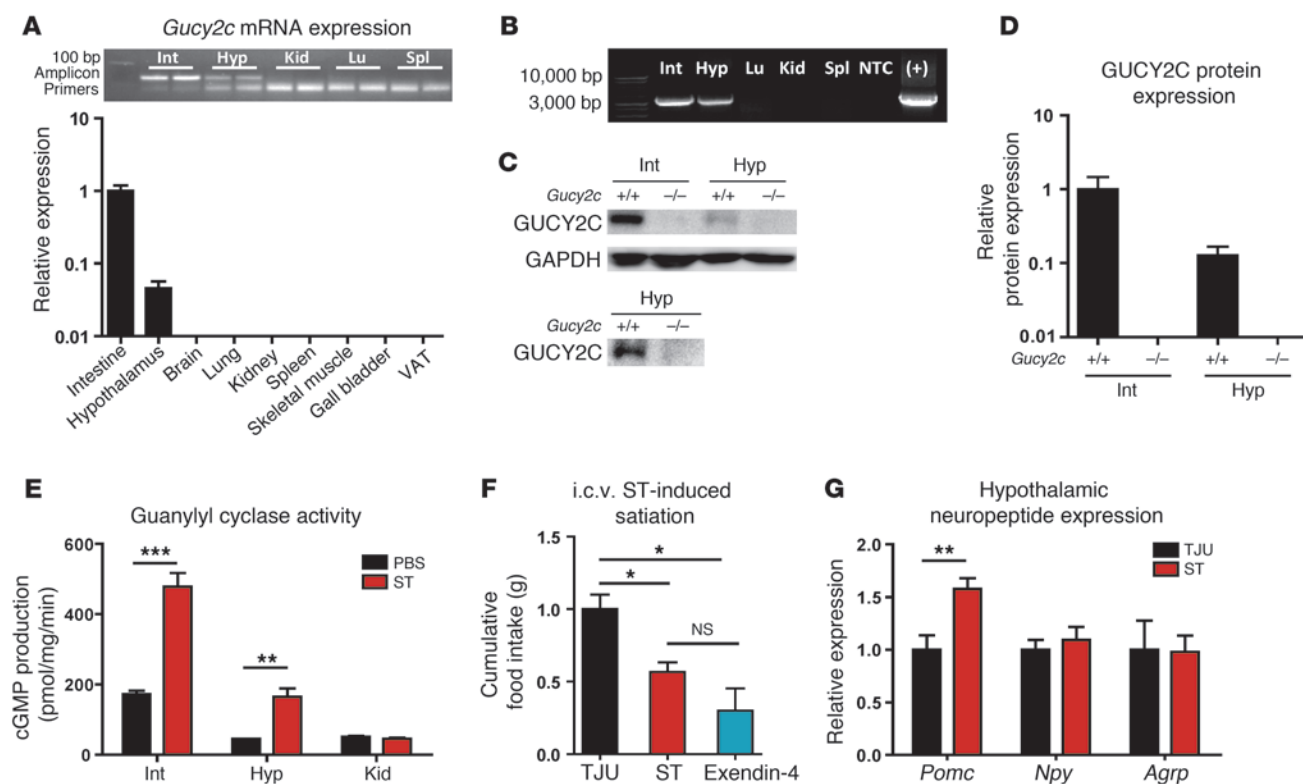 A
Gucy2c mRNA expression
100 bp
Amplicon
Primers
Int Hyp Kid Lu Spl
Relative expression
10
1
0.1
0.01
Intestine
Hypothalamus
Brain
Lung
Kidney
Spleen
Skeletal muscle
Gall bladder
VAT
B
10,000 bp
3,000 bp
Int Hyp Lu Kid Spl NTC (+)
C
Int Hyp
Gucy2c +/+ –/– +/+ –/–
GUCY2C
GAPDH
Hyp
Gucy2c +/+ –/–
GUCY2C
D
GUCY2C protein
expression
Relative
protein expression
10
1
0.1
0.01
Gucy2c +/+ –/– +/+ –/–
Int Hyp
E
Guanylyl cyclase activity
cGMP production
(pmol/mg/min)
600
400
200
0
*** ** 
PBS
ST
Int Hyp Kid
F
i.c.v. ST-induced
satiation
Cumulative
food intake (g)
1.5
1.0
0.5
0.0
*
*
NS
TJU ST Exendin-4
G
Hypothalamic
neuropeptide expression
Relative expression
2.0
1.5
1.0
0.5
0.0
**
TJU
ST
Pomc Npy Agrp